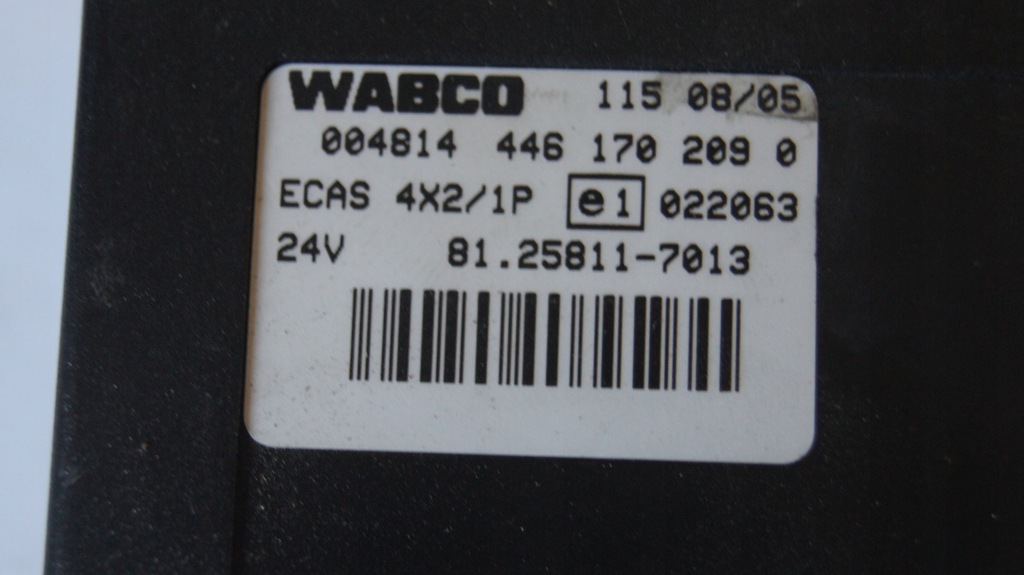 WABCO 115 08/05
004814 446 170 209 0
ECAS 4X2/1P e1 022063
24V 81.25811-7013